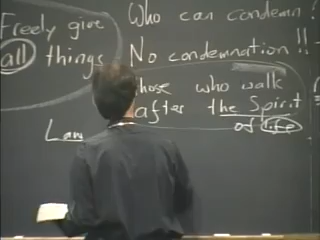 Freely give
all things
Who can condemn?
No condemnation!!
those who walk
after the Spirit
of life
Law